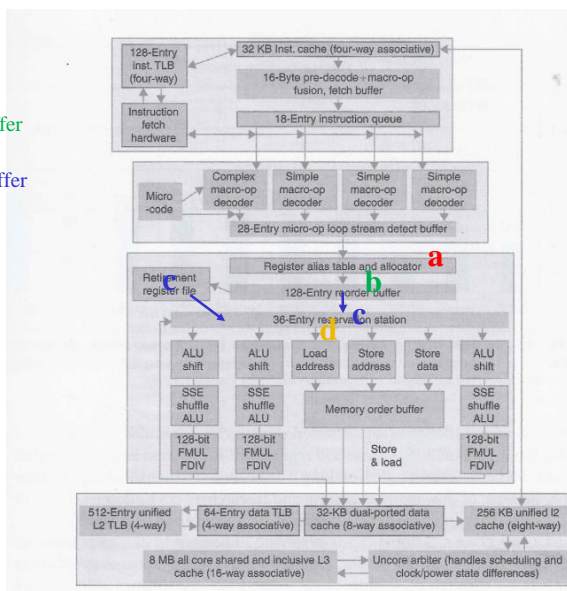 128-Entry
inst. TLB
(four-way)
32 KB Inst. cache (four-way associative)
16-Byte pre-decode+macro-op
fusion, fetch buffer
Instruction
fetch
hardware
18-Entry instruction queue
ffer
ffer
Micro
-code
Complex
macro-op
decoder
Simple
macro-op
decoder
Simple
macro-op
decoder
Simple
macro-op
decoder
28-Entry micro-op loop stream detect buffer
Register alias table and allocator
a
Retirement
register file
128-Entry reorder buffer
b
c
c
36-Entry reservation station
d
ALU
shift
ALU
shift
Load
address
Store
address
Store
data
ALU
shift
SSE
shuffle
ALU
SSE
shuffle
ALU
Memory order buffer
SSE
shuffle
ALU
128-bit
FMUL
FDIV
128-bit
FMUL
FDIV
Store
& load
128-bit
FMUL
FDIV
512-Entry unified
L2 TLB (4-way)
64-Entry data TLB
(4-way associative)
32-KB dual-ported data
cache (8-way associative)
256 KB unified l2
cache (eight-way)
8 MB all core shared and inclusive L3
cache (16-way associative)
Uncore arbiter (handles scheduling and
clock/power state differences)